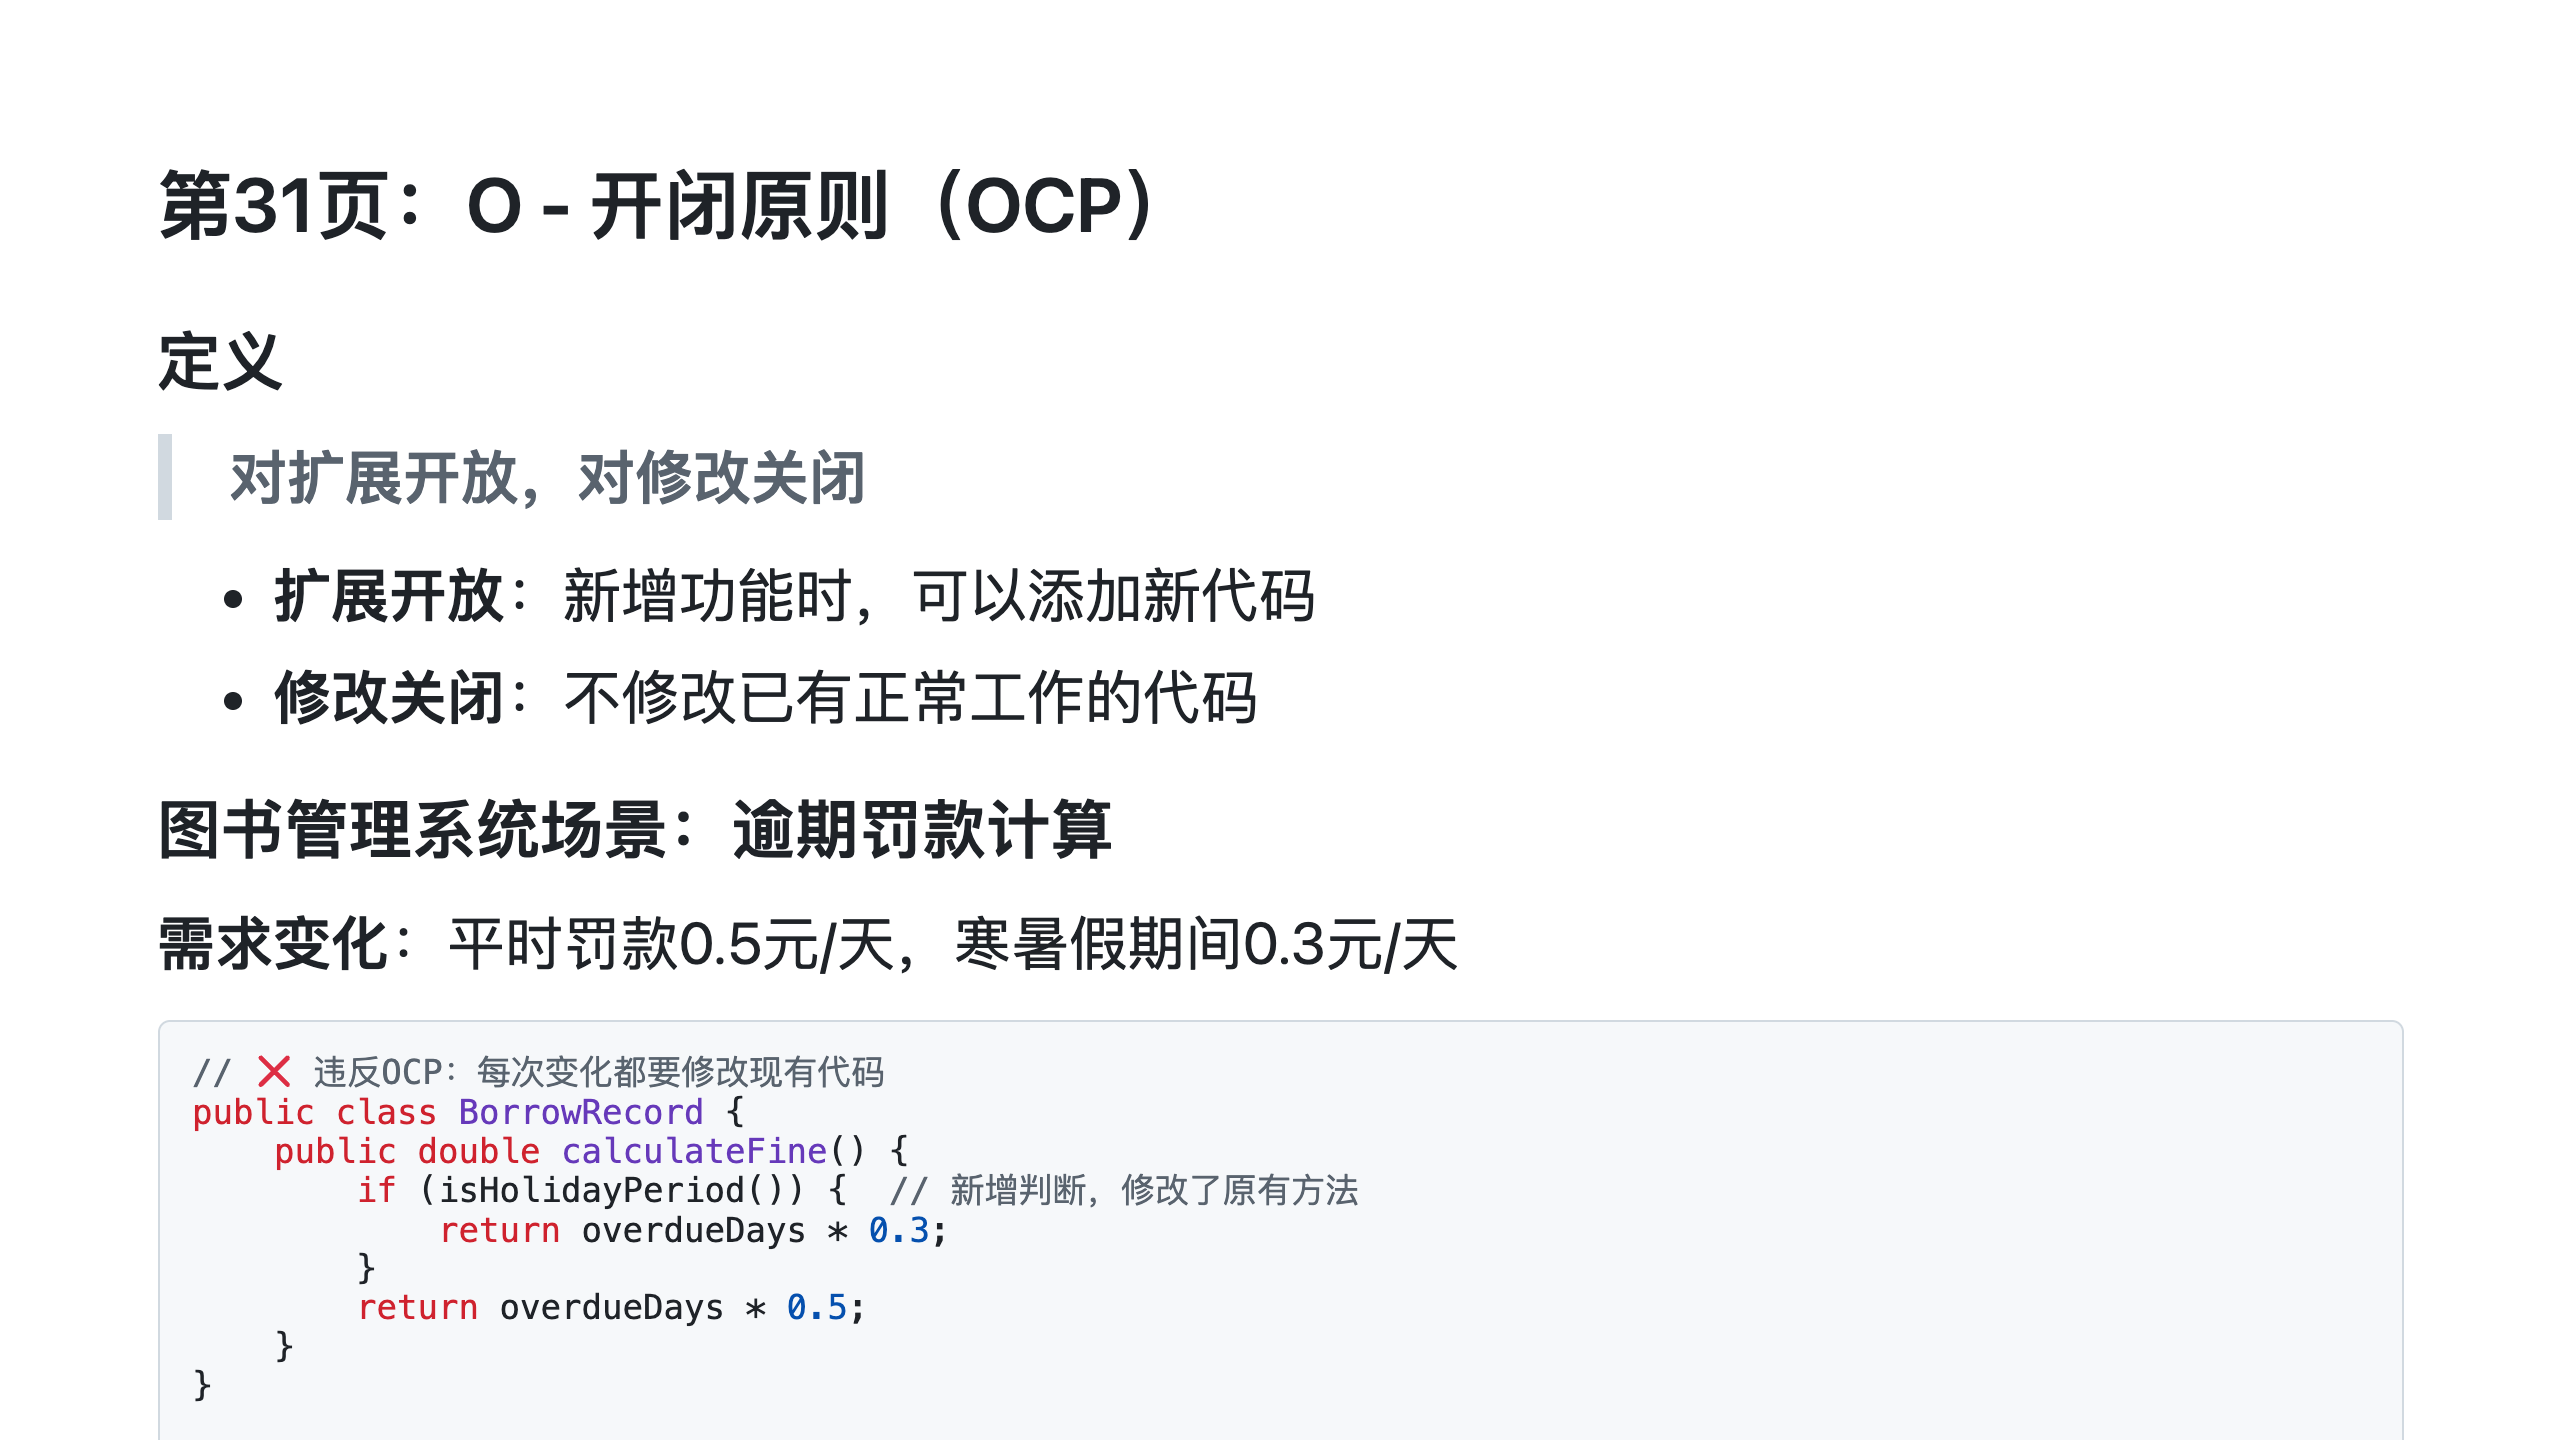 第31页：O - 开闭原则（OCP）
定义
对扩展开放，对修改关闭
• 扩展开放：新增功能时，可以添加新代码
• 修改关闭：不修改已有正常工作的代码
图书管理系统场景：逾期罚款计算
需求变化：平时罚款0.5元/天，寒暑假期间0.3元/天
// ❌ 违反OCP：每次变化都要修改现有代码
public class BorrowRecord {
    public double calculateFine() {
        if (isHolidayPeriod()) {  // 新增判断，修改了原有方法
            return overdueDays * 0.3;
        }
        return overdueDays * 0.5;
    }
}